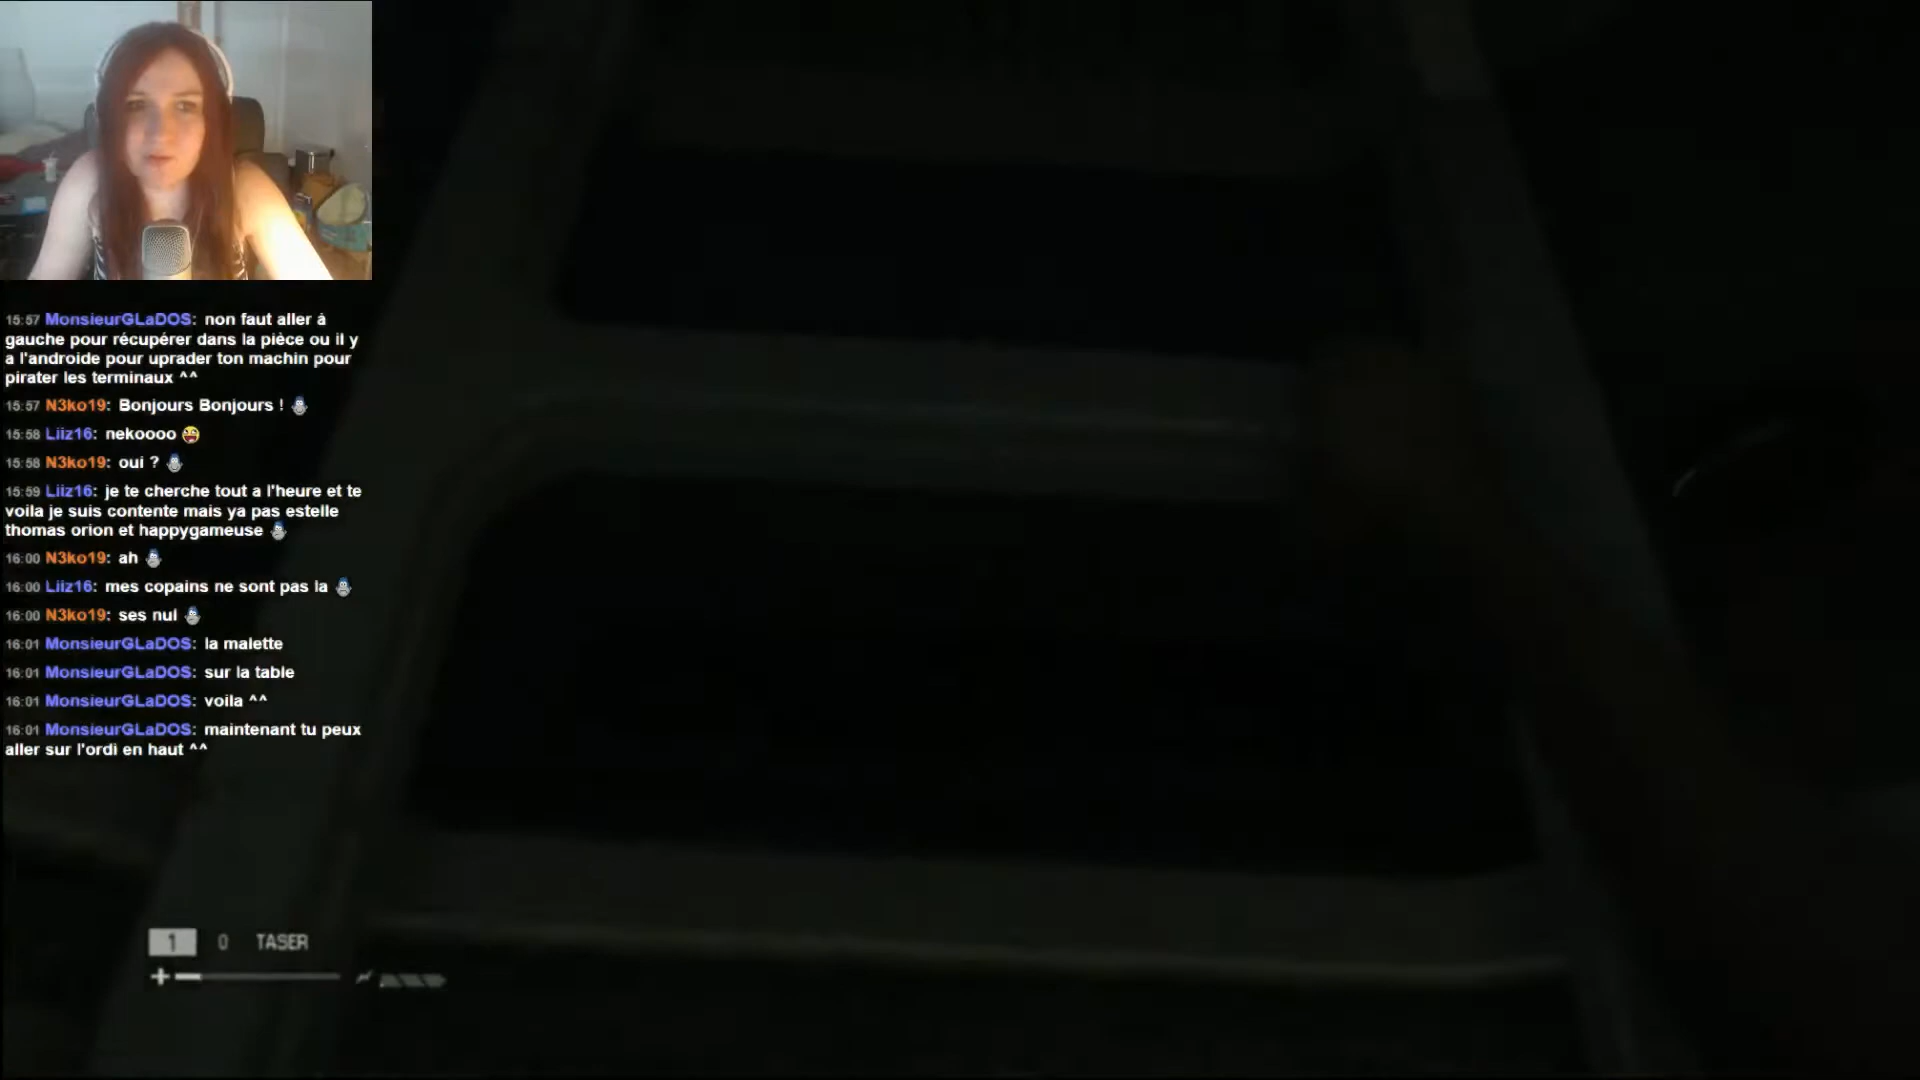 15:57 MonsieurGLaDOS: non faut aller à
gauche pour récupérer dans la pièce ou il y
a l'androide pour uprader ton machin pour
pirater les terminaux ^^
15:57 N3ko19: Bonjours Bonjours !
15:58 Liiz16: nekoooo
15:58 N3ko19: oui ?
15:59 Liiz16: je te cherche tout a l'heure et te
voila je suis contente mais ya pas estelle
thomas orion et happygameuse
16:00 N3ko19: ah
16:00 Liiz16: mes copains ne sont pas la
16:00 N3ko19: ses nul
16:01 MonsieurGLaDOS: la malette
16:01 MonsieurGLaDOS: sur la table
16:01 MonsieurGLaDOS: voila ^^
16:01 MonsieurGLaDOS: maintenant tu peux
aller sur l'ordi en haut ^^
1 0 TASER